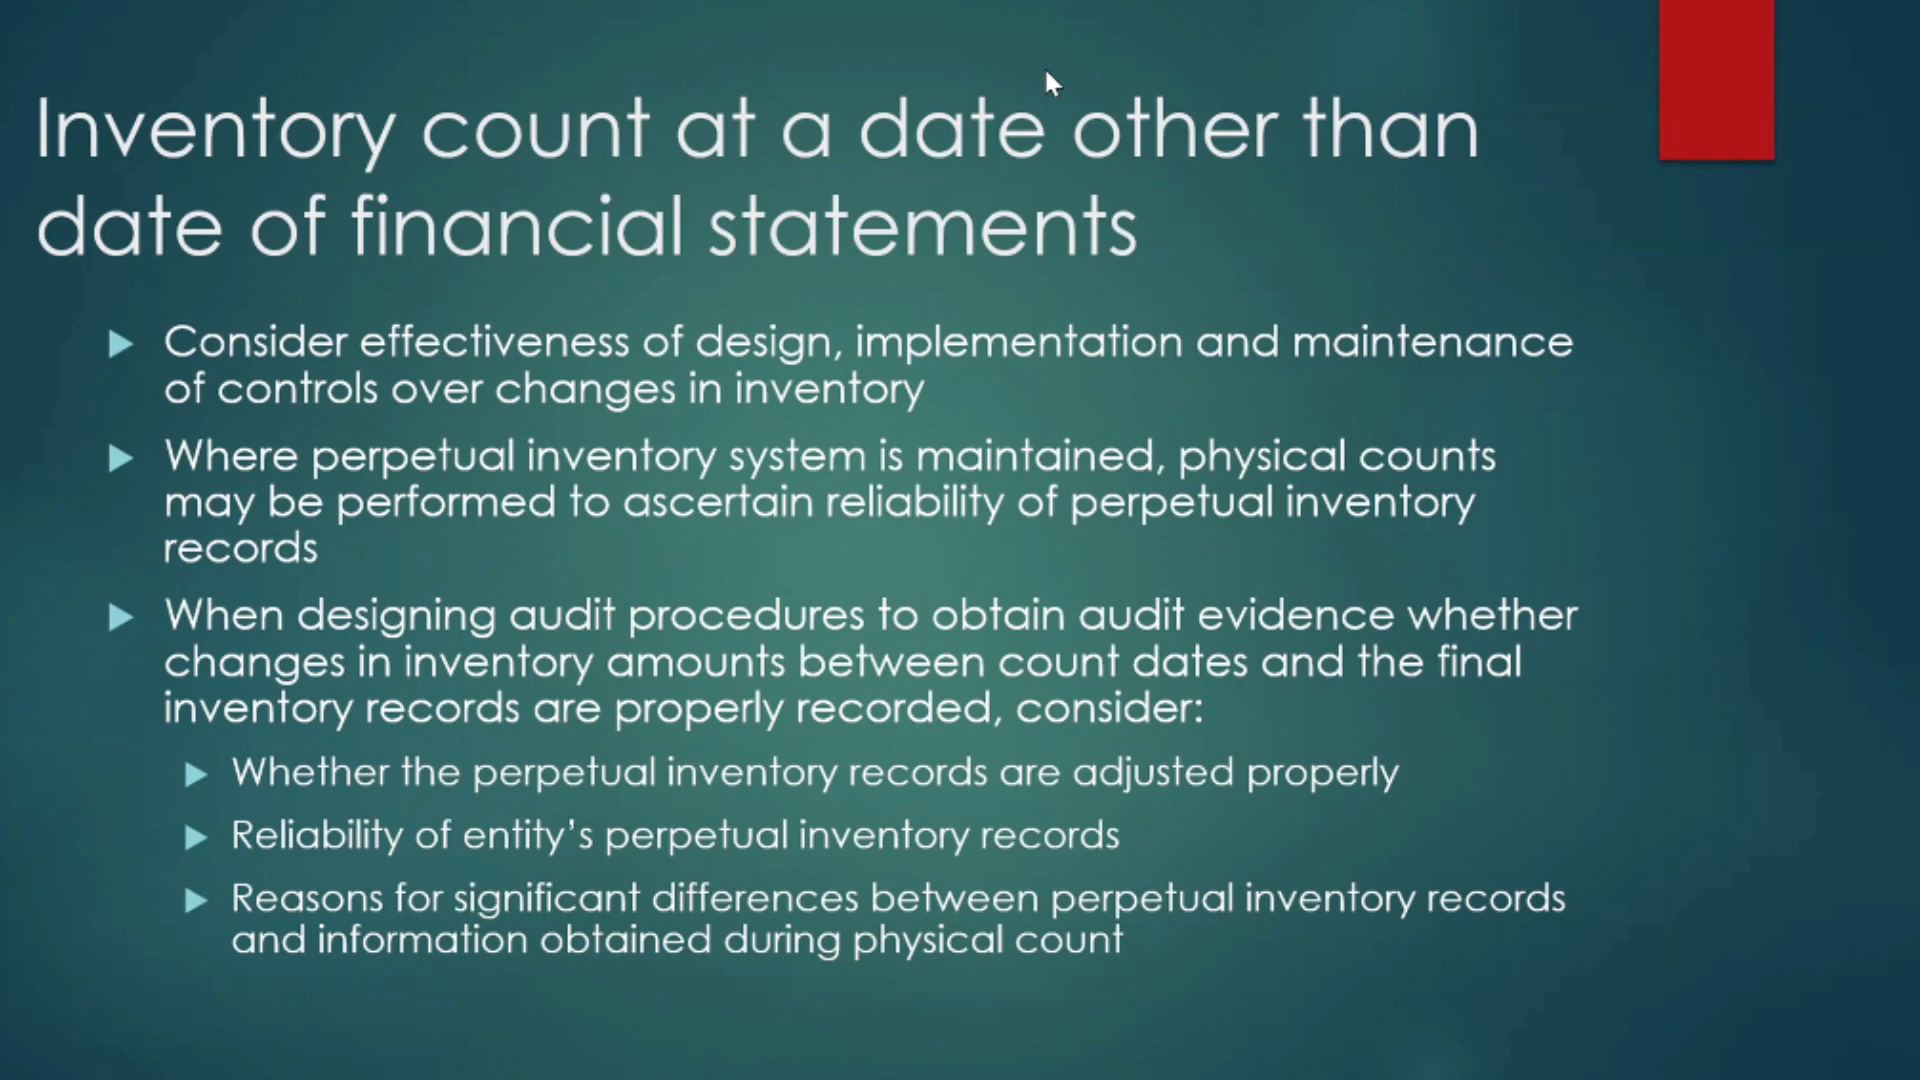 Inventory count at a date other than
date of financial statements
Consider effectiveness of design, implementation and maintenance
of controls over changes in inventory
Where perpetual inventory system is maintained, physical counts
may be performed to ascertain reliability of perpetual inventory
records
When designing audit procedures to obtain audit evidence whether
changes in inventory amounts between count dates and the final
inventory records are properly recorded, consider:
Whether the perpetual inventory records are adjusted properly
Reliability of entity’s perpetual inventory records
Reasons for significant differences between perpetual inventory records
and information obtained during physical count